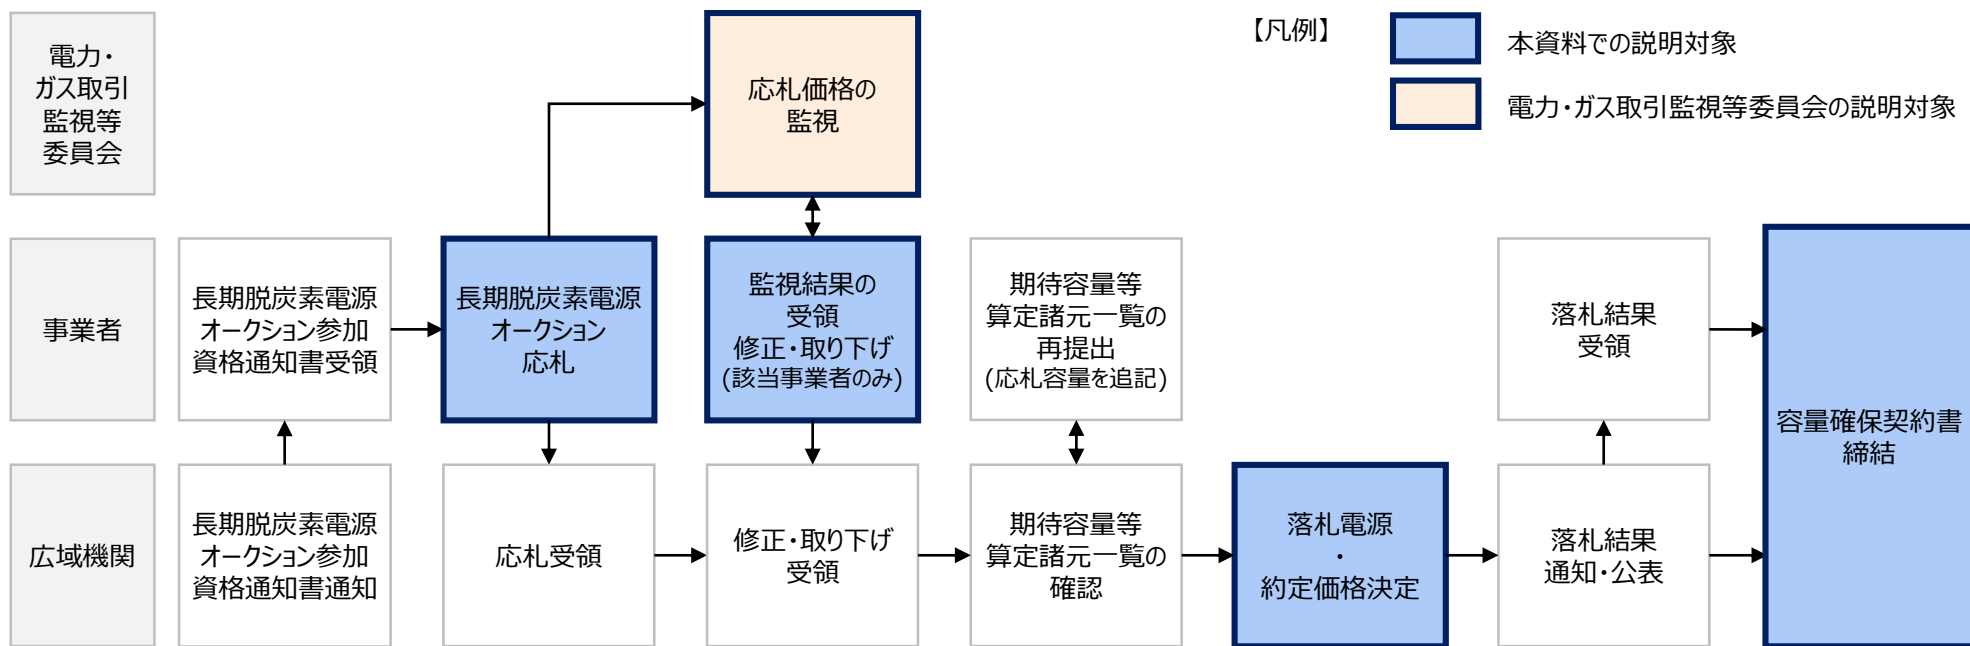 電力・
ガス取引
監視等
委員会
応札価格の
監視
【凡例】
本資料での説明対象
電力・ガス取引監視等委員会の説明対象
事業者
長期脱炭素電源
オークション参加
資格通知書受領
長期脱炭素電源
オークション
応札
監視結果の
受領
修正・取り下げ
(該当事業者のみ)
期待容量等
算定諸元一覧の
再提出
(応札容量を追記)
落札結果
受領
容量確保契約書
締結
広域機関
長期脱炭素電源
オークション参加
資格通知書通知
応札受領
修正・取り下げ
受領
期待容量等
算定諸元一覧の
確認
落札電源
・
約定価格決定
落札結果
通知・公表